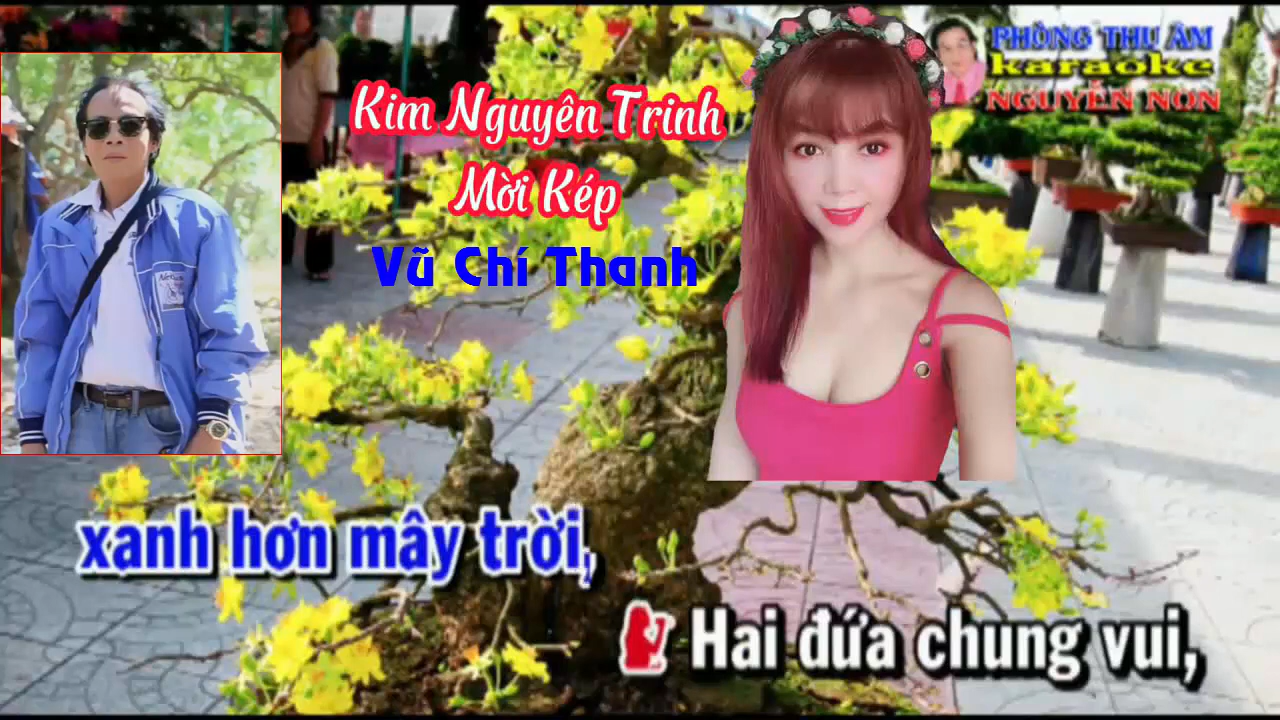 PHÒNG THU ÂM
karaoke
NGUYỄN NON
Kim Nguyên Trinh
Mời Kép
Vũ Chí Thanh
xanh hơn mây trời,
Hai đứa chung vui,